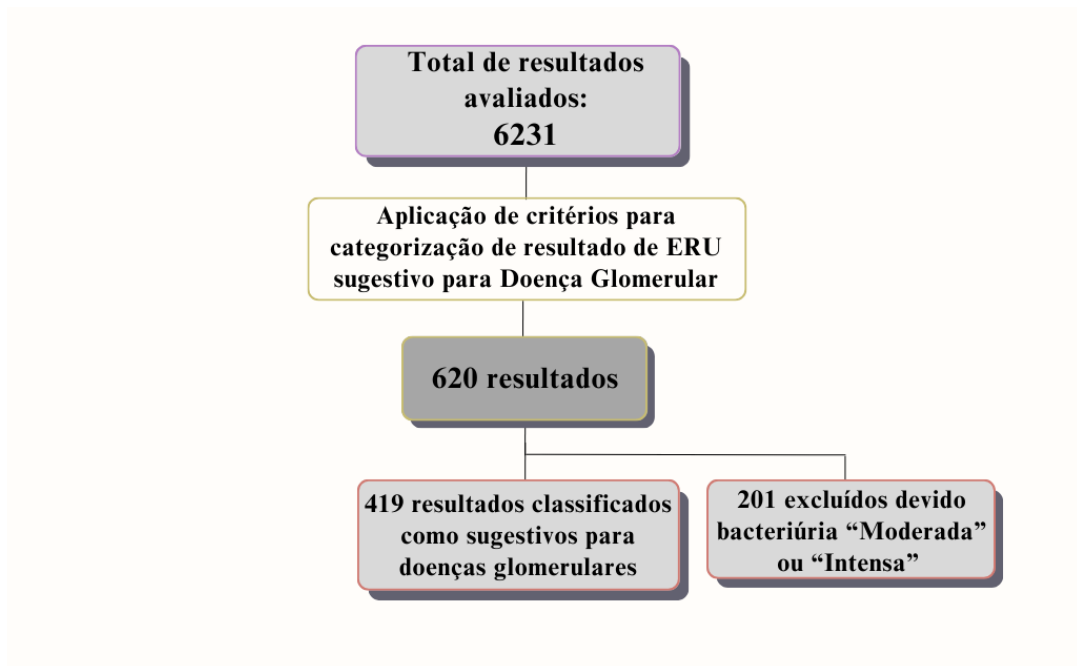 Total de resultados
avaliados:
6231
Aplicação de critérios para
categorização de resultado de ERU
sugestivo para Doença Glomerular
620 resultados
419 resultados classificados
como sugestivos para
doenças glomerulares
201 excluídos devido
bacteriúria “Moderada”
ou “Intensa”